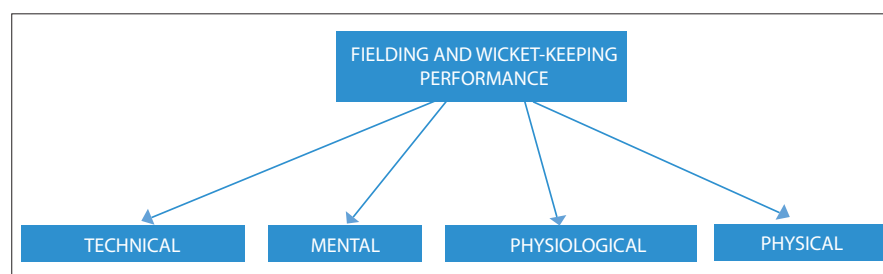 FIELDING AND WICKET-KEEPING
PERFORMANCE
TECHNICAL
MENTAL
PHYSIOLOGICAL
PHYSICAL